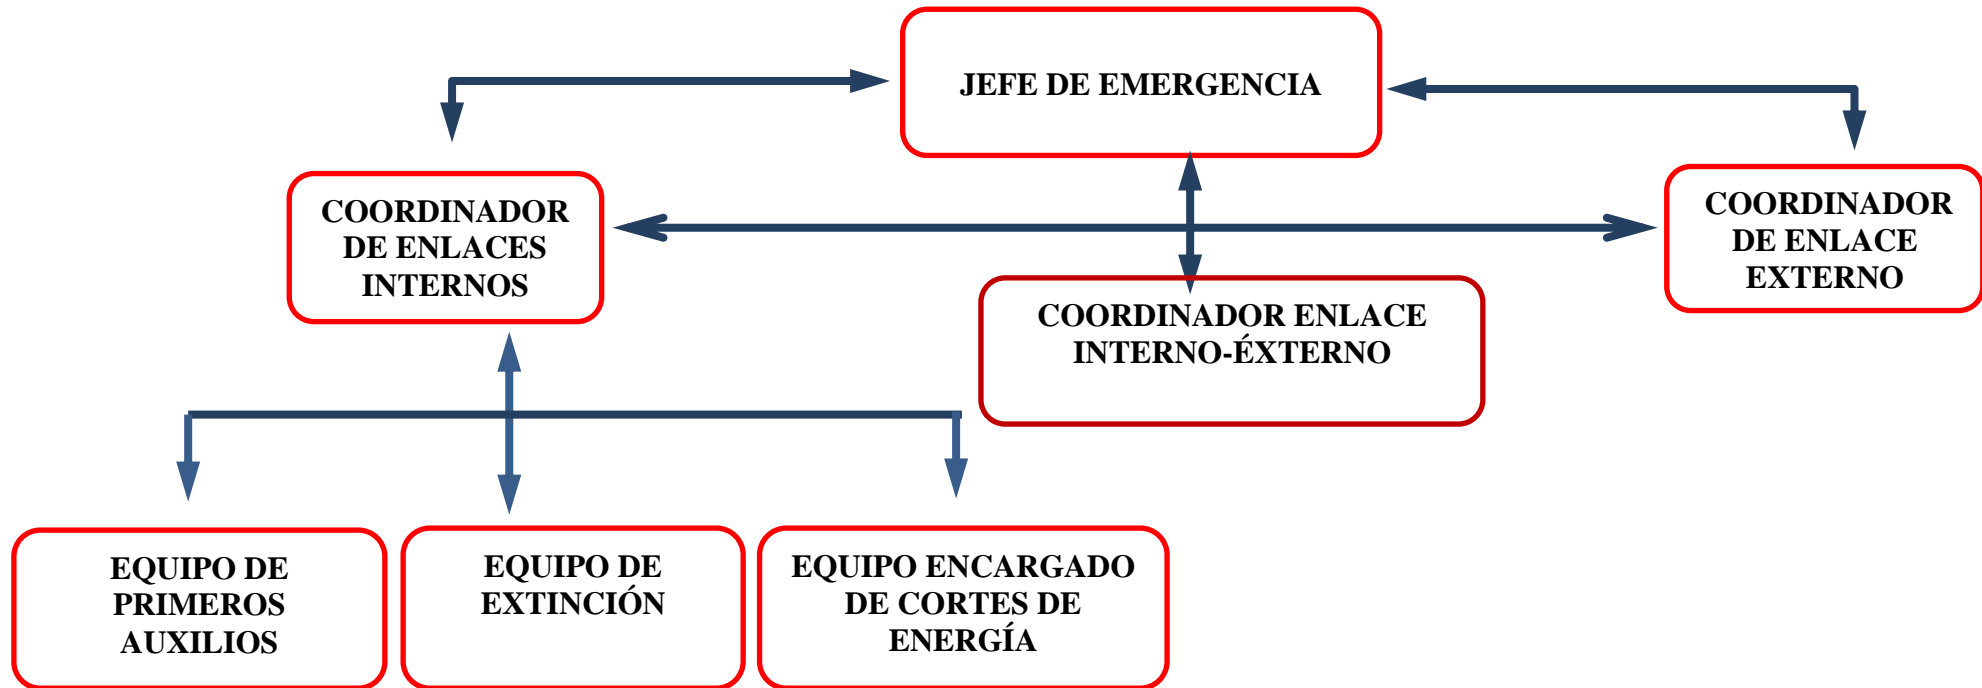 JEFE DE EMERGENCIA
COORDINADOR
DE ENLACES
INTERNOS
COORDINADOR
DE ENLACE
EXTERNO
COORDINADOR ENLACE
INTERNO-ÉXTERNO
EQUIPO DE
PRIMEROS
AUXILIOS
EQUIPO DE
EXTINCIÓN
EQUIPO ENCARGADO
DE CORTES DE
ENERGÍA